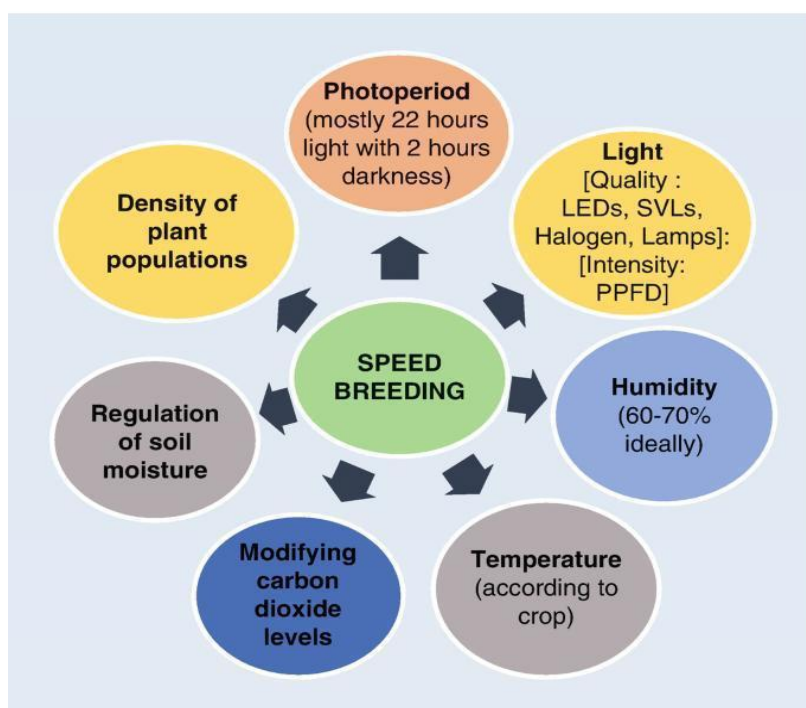 Photoperiod
(mostly 22 hours
light with 2 hours
darkness)
Light
[Quality :
LEDs, SVLs,
Halogen, Lamps]:
[Intensity:
PPFD]
Density of
plant
populations
SPEED
BREEDING
Humidity
(60-70%
ideally)
Regulation
of soil
moisture
Modifying
carbon
dioxide
levels
Temperature
(according to
crop)